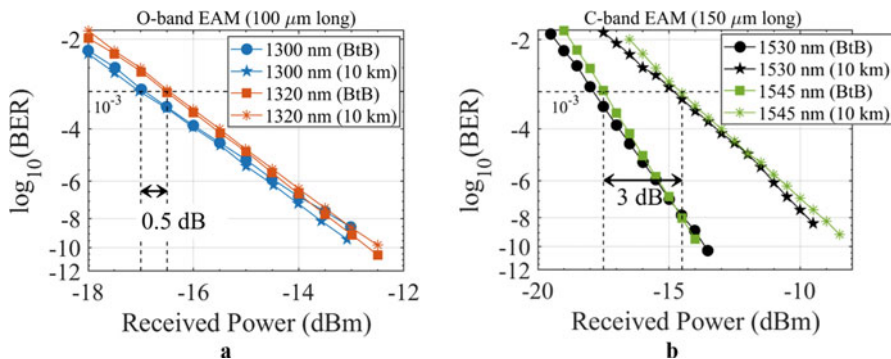 O-band EAM (100 μm long)
-2
-4
-6
-8
-10
-12
log10(BER)
10-3
1300 nm (BtB)
1300 nm (10 km)
1320 nm (BtB)
1320 nm (10 km)
0.5 dB
-18
-16
-14
-12
Received Power (dBm)
a
C-band EAM (150 μm long)
-2
-4
-6
-8
-10
-12
log10(BER)
10-3
1530 nm (BtB)
1530 nm (10 km)
1545 nm (BtB)
1545 nm (10 km)
3 dB
-20
-15
-10
Received Power (dBm)
b